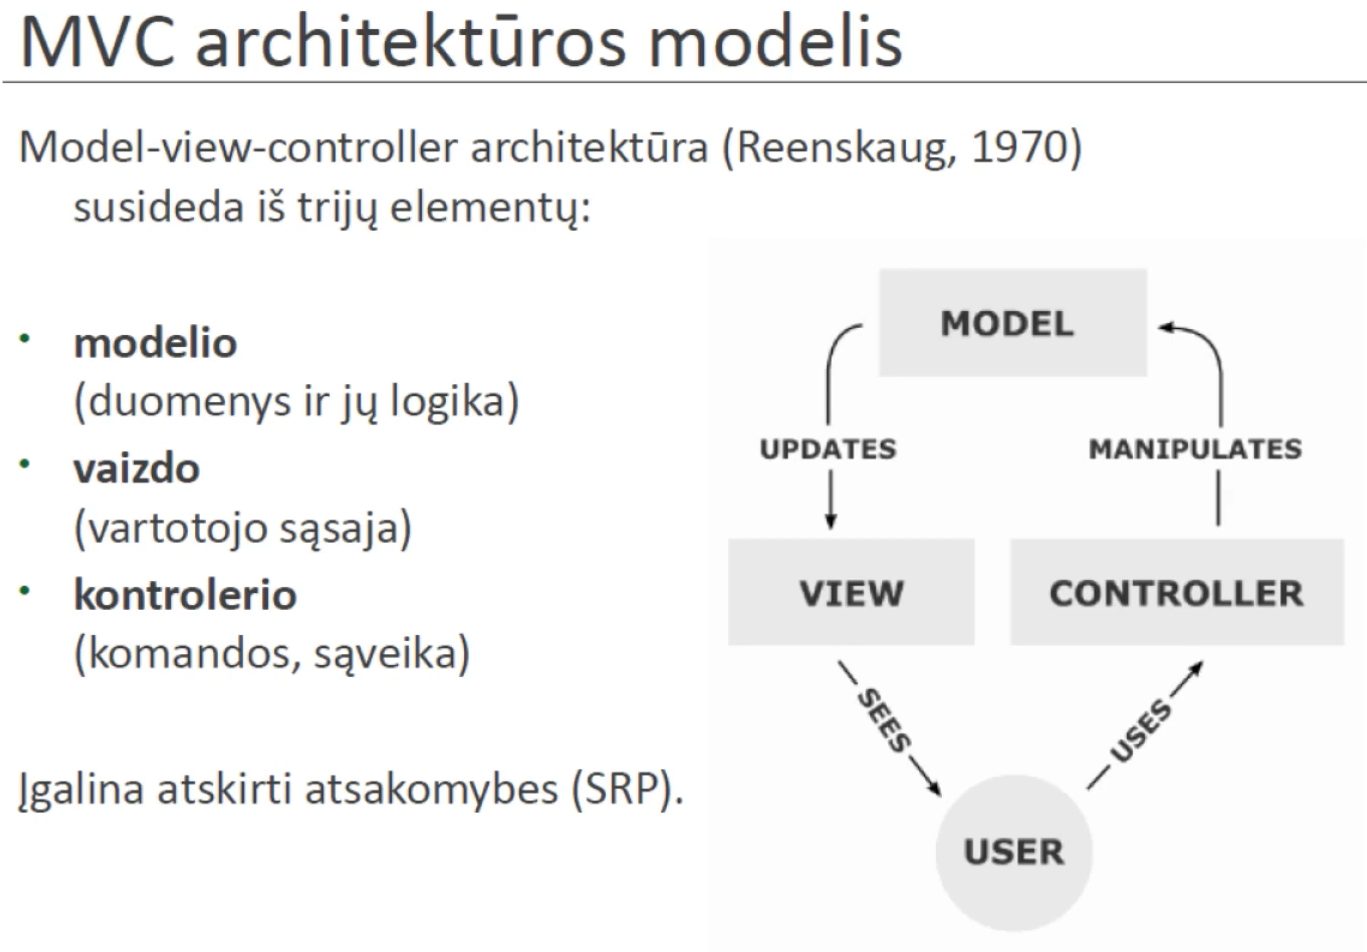 MVC architektūros modelis
Model-view-controller architektūra (Reenskaug, 1970)
susideda iš trijų elementų:
• modelio
(duomenys ir jų logika)
• vaizdo
(vartotojo sąsaja)
• kontrolerio
(komandos, sąveika)
Įgalina atskirti atsakomybes (SRP).
MODEL
UPDATES
MANIPULATES
VIEW
CONTROLLER
SEES
USES
USER